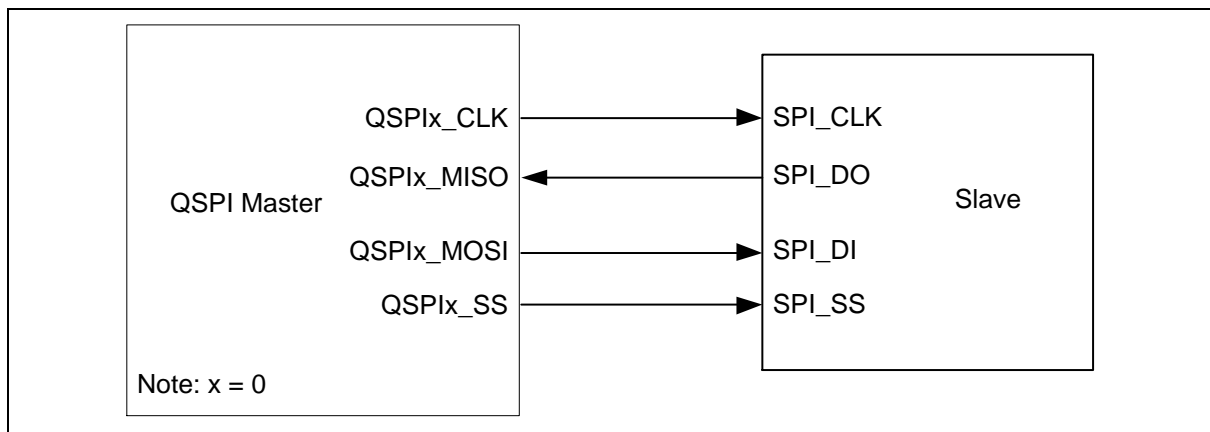 QSPIx_CLK SPI_CLK
QSPIx_MISO SPI_DO
QSPI Master Slave
QSPIx_MOSI SPI_DI
QSPIx_SS SPI_SS
Note: x = 0